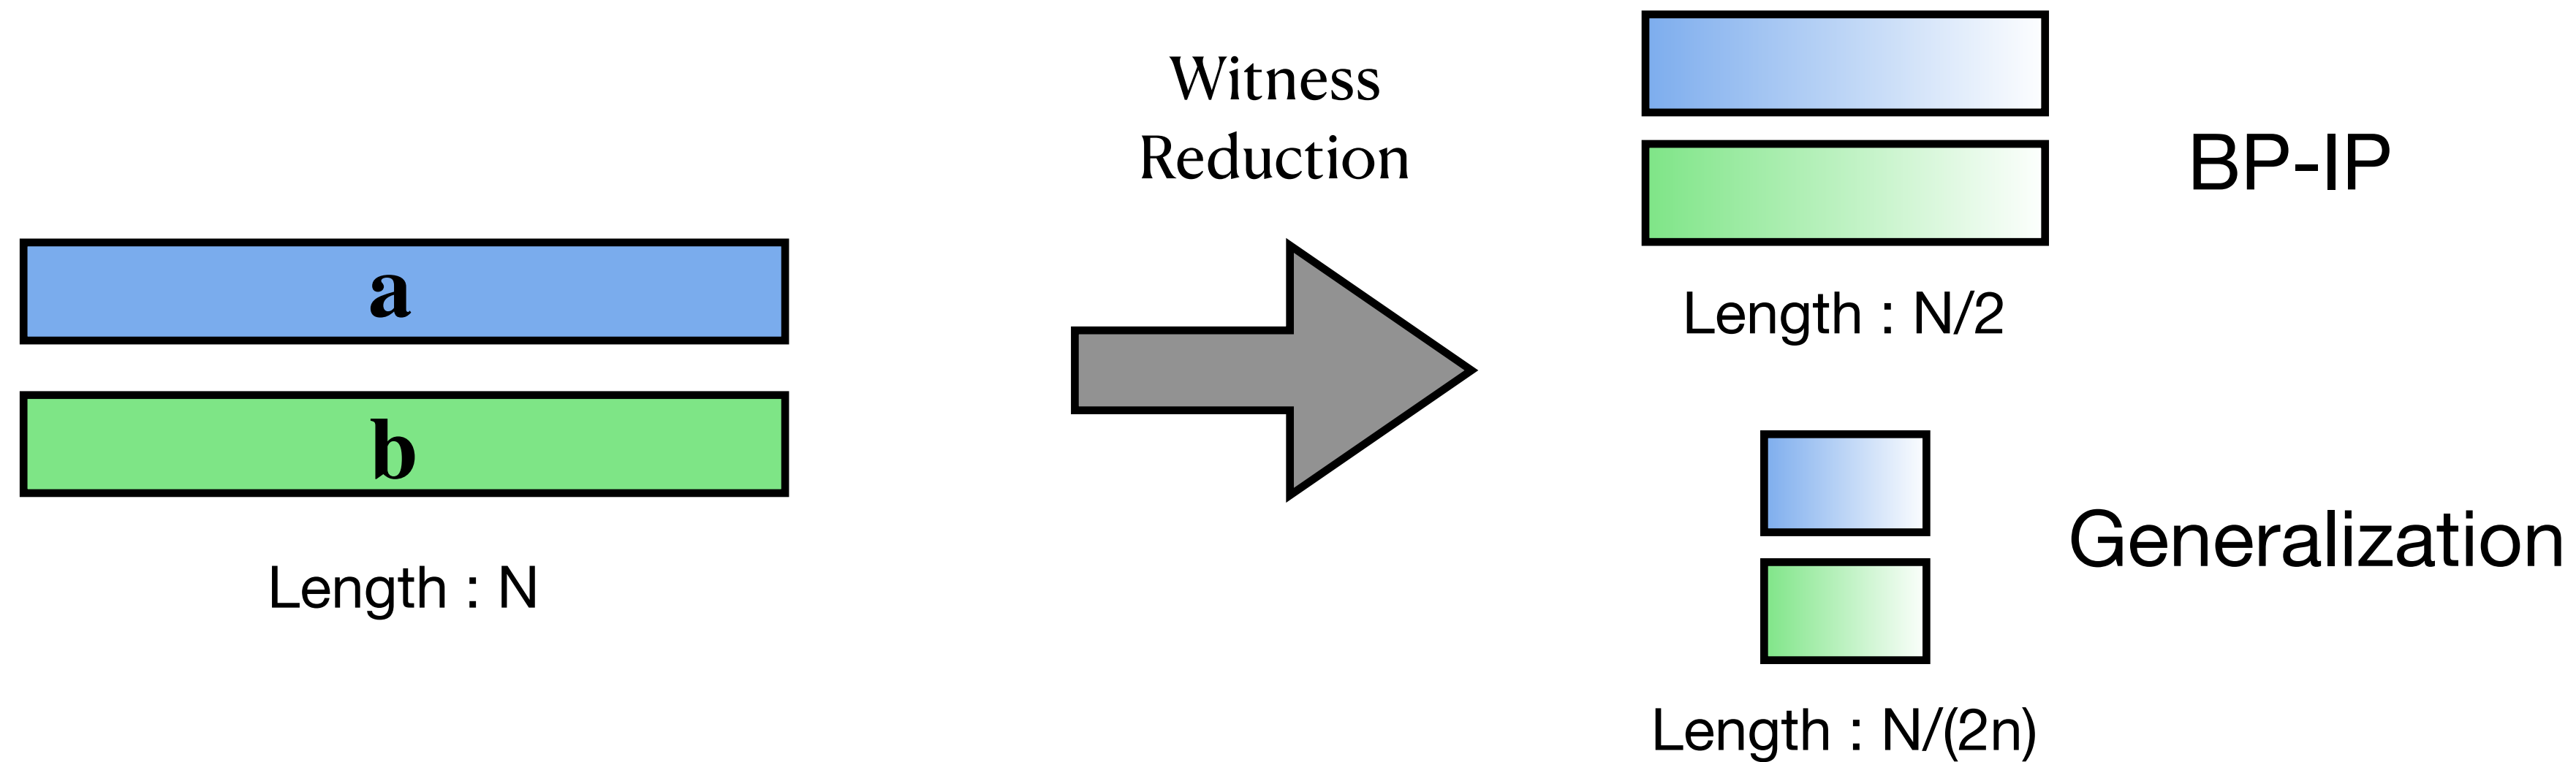 a
b
Length : N
Witness
Reduction
BP-IP
Length : N/2
Generalization
Length : N/(2n)